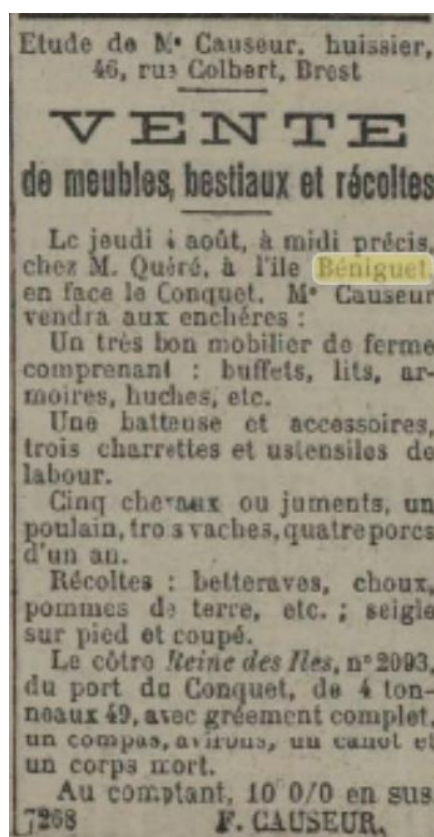 Etude de Me Causeur, huissier,
46, rue Colbert, Brest
VENTE
de meubles, bestiaux et récoltes
Le jeudi 4 août, à midi précis,
chez M. Quéré, à l'île Béniguet,
en face le Conquet, Me Causeur
vendra aux enchères :
Un très bon mobilier de ferme
comprenant : buffets, lits, ar-
moires, huches, etc.
Une batteuse et accessoires,
trois charrettes et ustensiles de
labour.
Cinq chevaux ou juments, un
poulain, tro s vaches, quatre porcs
d'un an.
Récoltes : betteraves, choux,
pommes de terre, etc. ; seigle
sur pied et coupé.
Le côtre Reine des Iles, n° 2093,
du port du Conquet, de 4 ton-
neaux 49, avec gréement complet,
un compas, avirons, un canot et
un corps mort.
Au comptant, 10 0/0 en sus
7268 F. CAUSEUR.